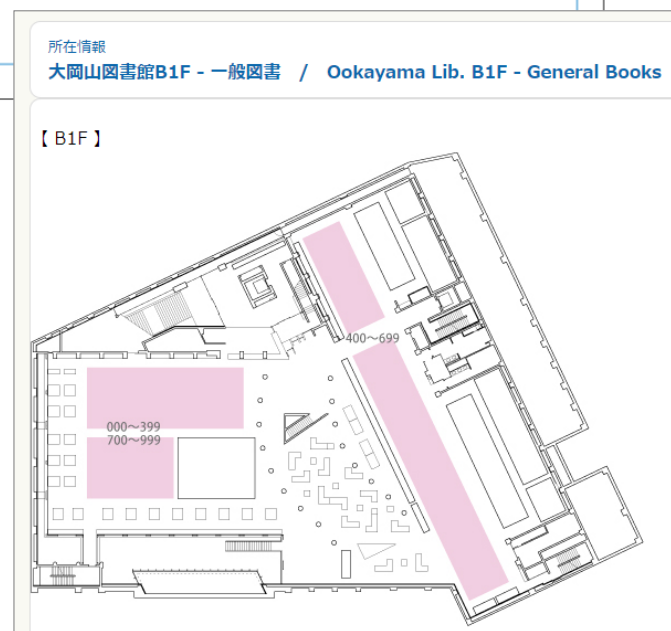 所在情報
大岡山図書館B1F - 一般図書 / Ookayama Lib. B1F - General Books
【 B1F 】
400～699
000～399
700～999